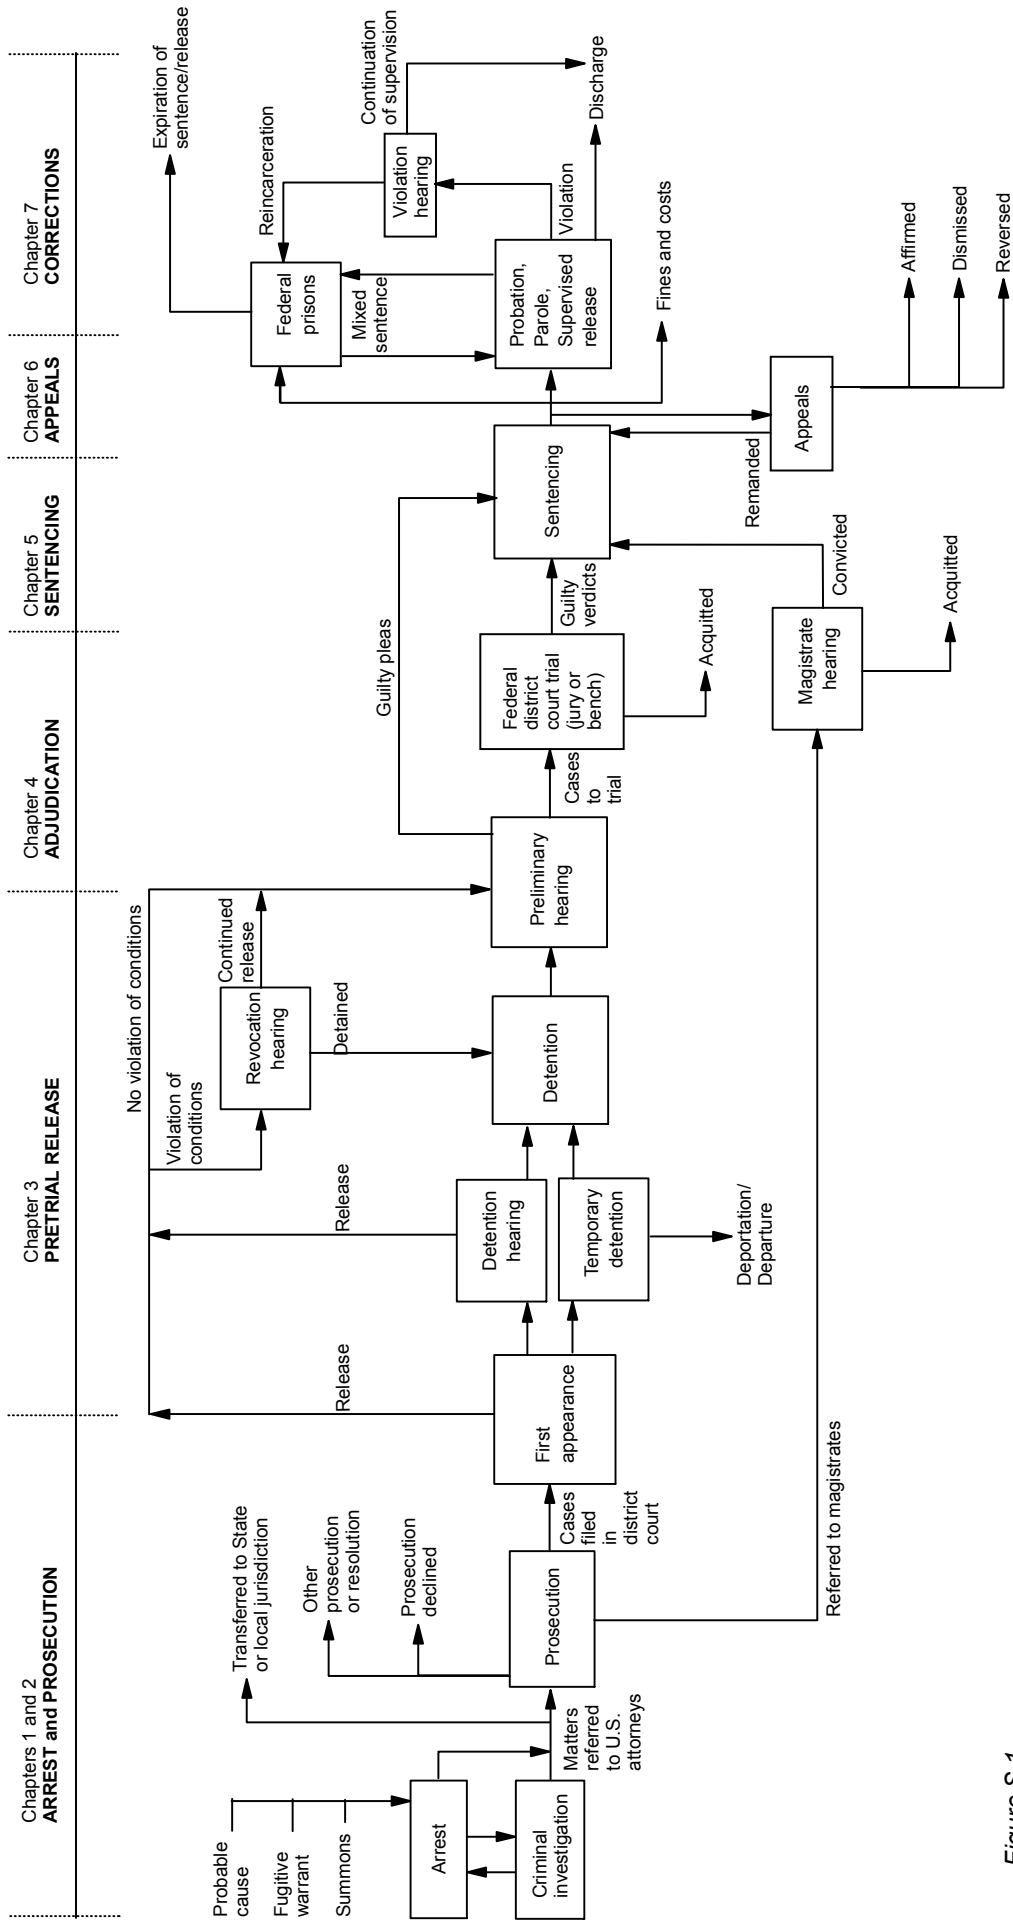 Chapters 1 and 2
ARREST and PROSECUTION
Chapter 3
PRETRIAL RELEASE
Chapter 4
ADJUDICATION
Chapter 5
SENTENCING
Chapter 6
APPEALS
Chapter 7
CORRECTIONS
Probable
cause
Fugitive
warrant
Summons
Arrest
Criminal
investigation
Matters
referred
to U.S.
attorneys
Transferred to State
or local jurisdiction
Other
prosecution
or resolution
Prosecution
declined
Prosecution
Cases
filed
in
district
court
Referred to magistrates
First
appearance
Release
Detention
hearing
Release
Temporary
detention
Deportation/
Departure
No violation of conditions
Violation of
conditions
Revocation
hearing
Continued
release
Detained
Detention
Preliminary
hearing
Guilty pleas
Cases
to
trial
Federal
district
court trial
(jury or
bench)
Acquitted
Guilty
verdicts
Magistrate
hearing
Convicted
Acquitted
Sentencing
Remanded
Appeals
Affirmed
Dismissed
Reversed
Fines and costs
Federal
prisons
Mixed
sentence
Probation,
Parole,
Supervised
release
Violation
Violation
hearing
Reincarceration
Continuation
of supervision
Discharge
Expiration of
sentence/release
Figure S.1